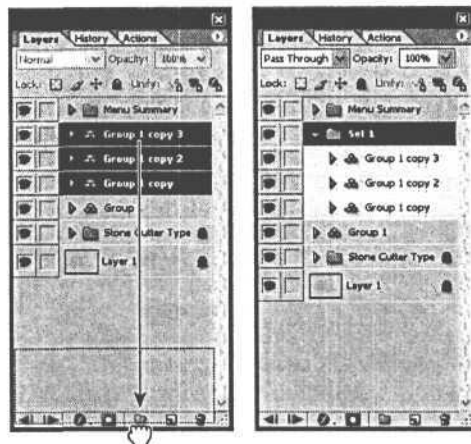 Layers History Actions
Normal Opacity: 100%
Lock: Unify:
Menu Summary
Group 1 copy 3
Group 1 copy 2
Group 1 copy
Group
Stone Cutter Type
Layer 1
Layers History Actions
Pass Through Opacity: 100%
Lock: Unify:
Menu Summary
Set 1
Group 1 copy 3
Group 1 copy 2
Group 1 copy
Group 1
Stone Cutter Type
Layer 1